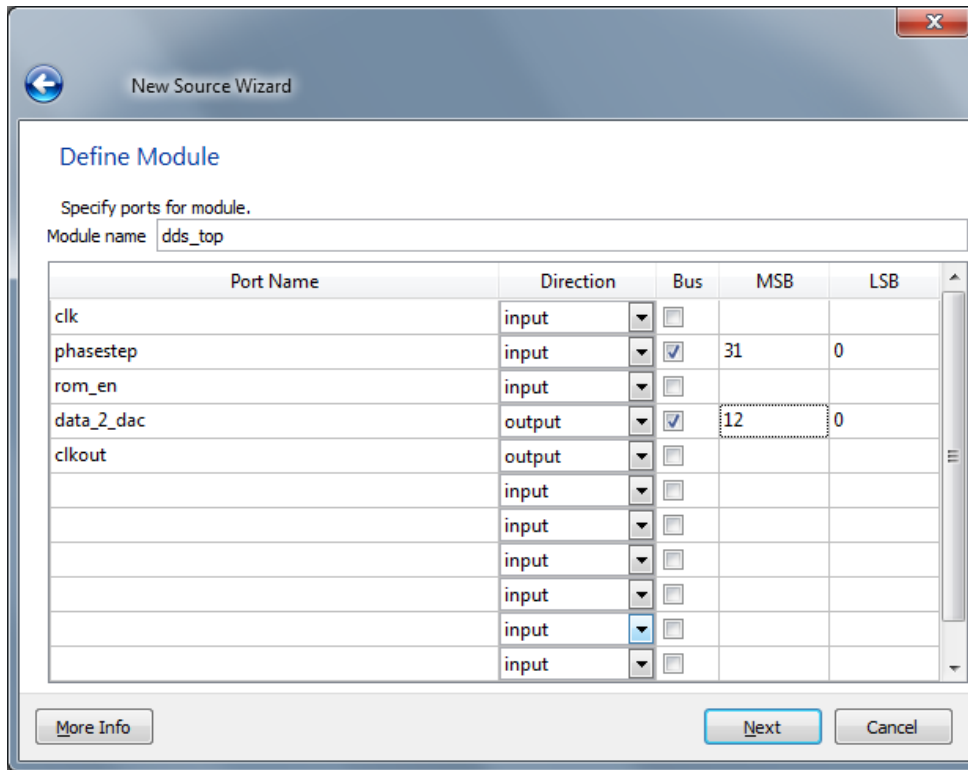 New Source Wizard
Define Module
Specify ports for module.
Module name dds_top
Port Name Direction Bus MSB LSB
clk input
phasestep input 31 0
rom_en input
data_2_dac output 12 0
clkout output
input
input
input
input
input
input
More Info Next Cancel